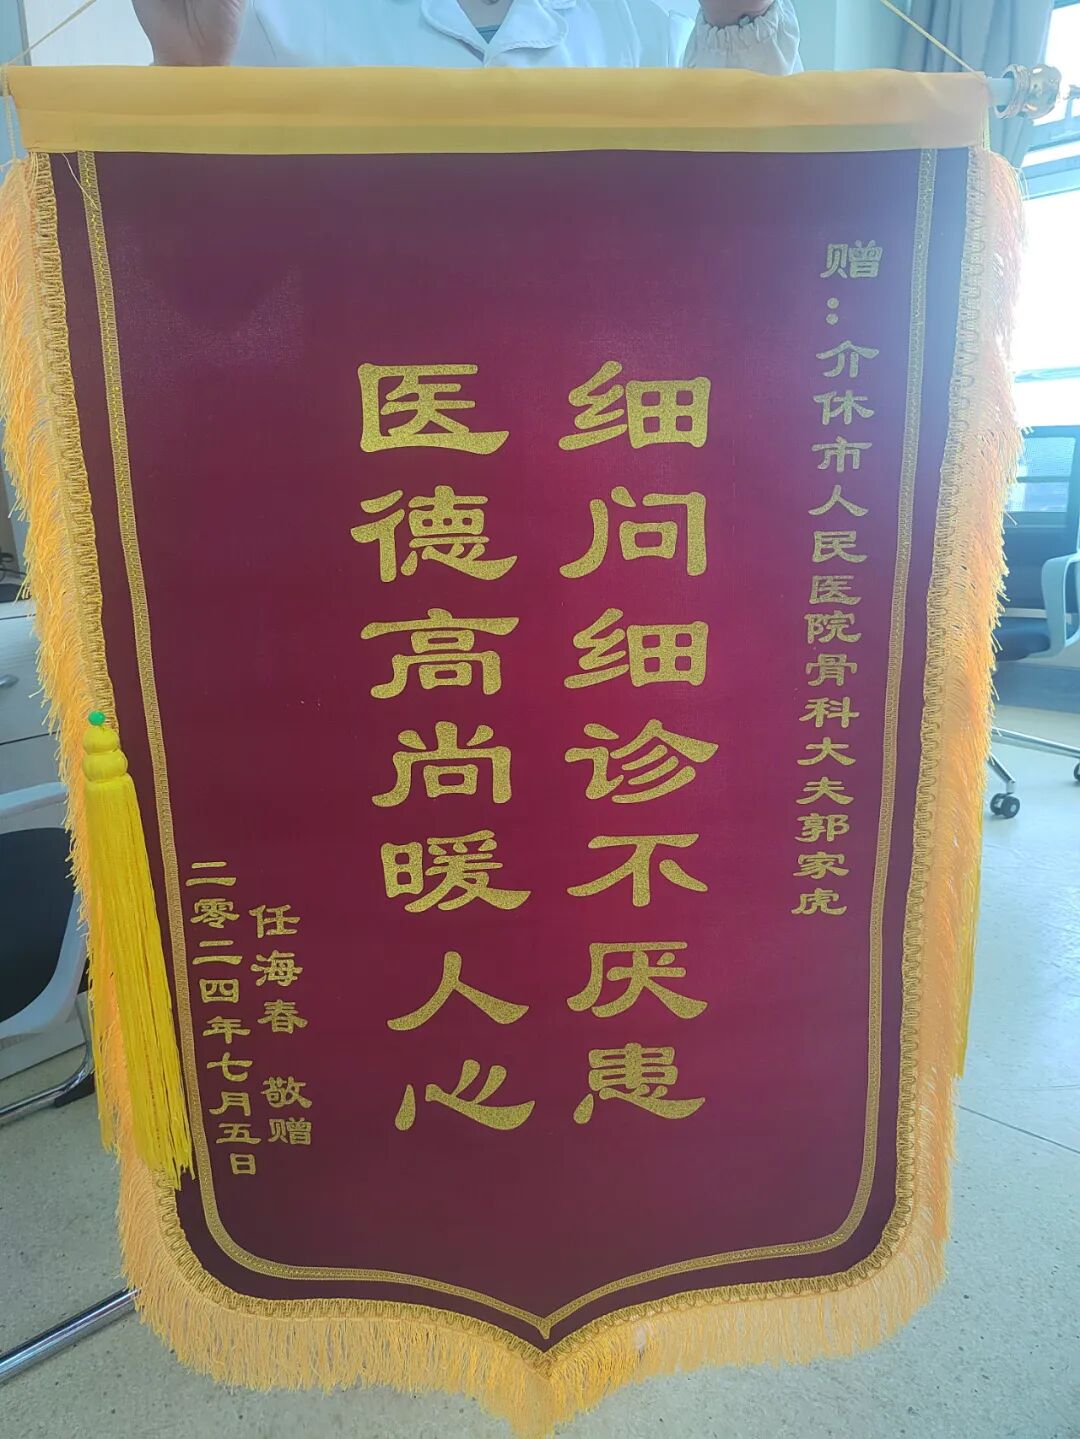 赠：介休市人民医院骨科大夫郭家虎
细问细诊不厌患
医德高尚暖人心
任海春 敬赠
二零二四年七月五日